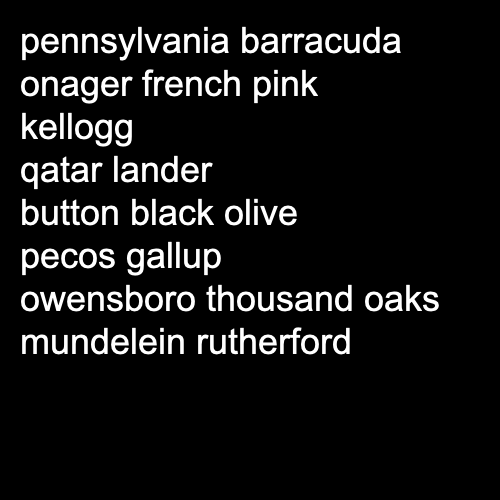 pennsylvania barracuda
onager french pink
kellogg
qatar lander
button black olive
pecos gallup
owensboro thousand oaks
mundelein rutherford